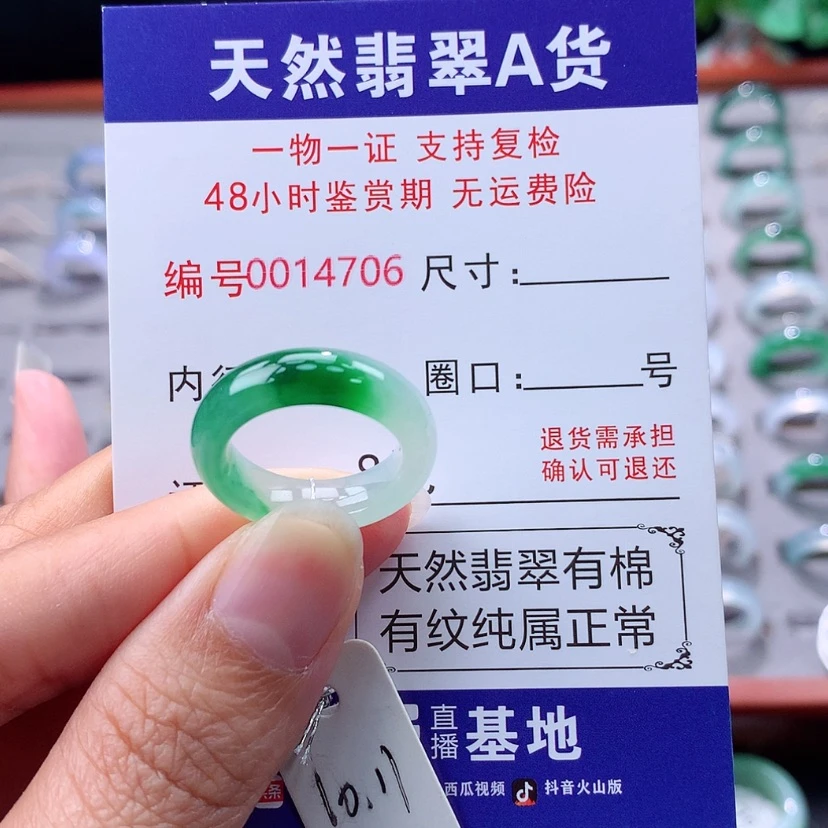 天然翡翠A货
一物一证 支持复检
48小时鉴赏期 无运费险
编号0014706 尺寸:
内 圈口: 号
退货需承担
确认可退还
天然翡翠有棉
有纹纯属正常
直播基地
西瓜视频 抖音火山版
10.11